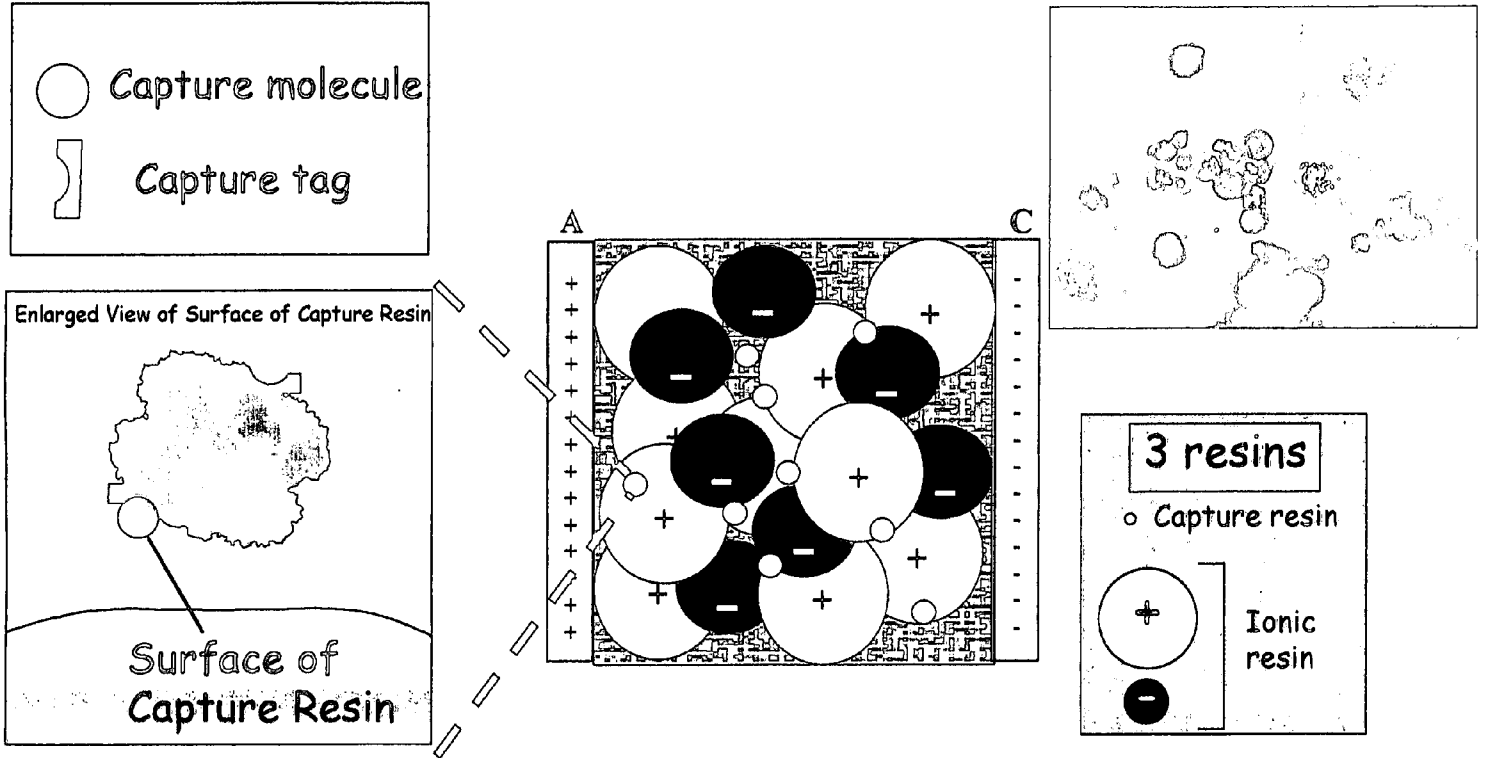 Capture molecule
Capture tag
Enlarged View of Surface of Capture Resin
Surface of
Capture Resin
A
C
3 resins
Capture resin
Ionic
resin